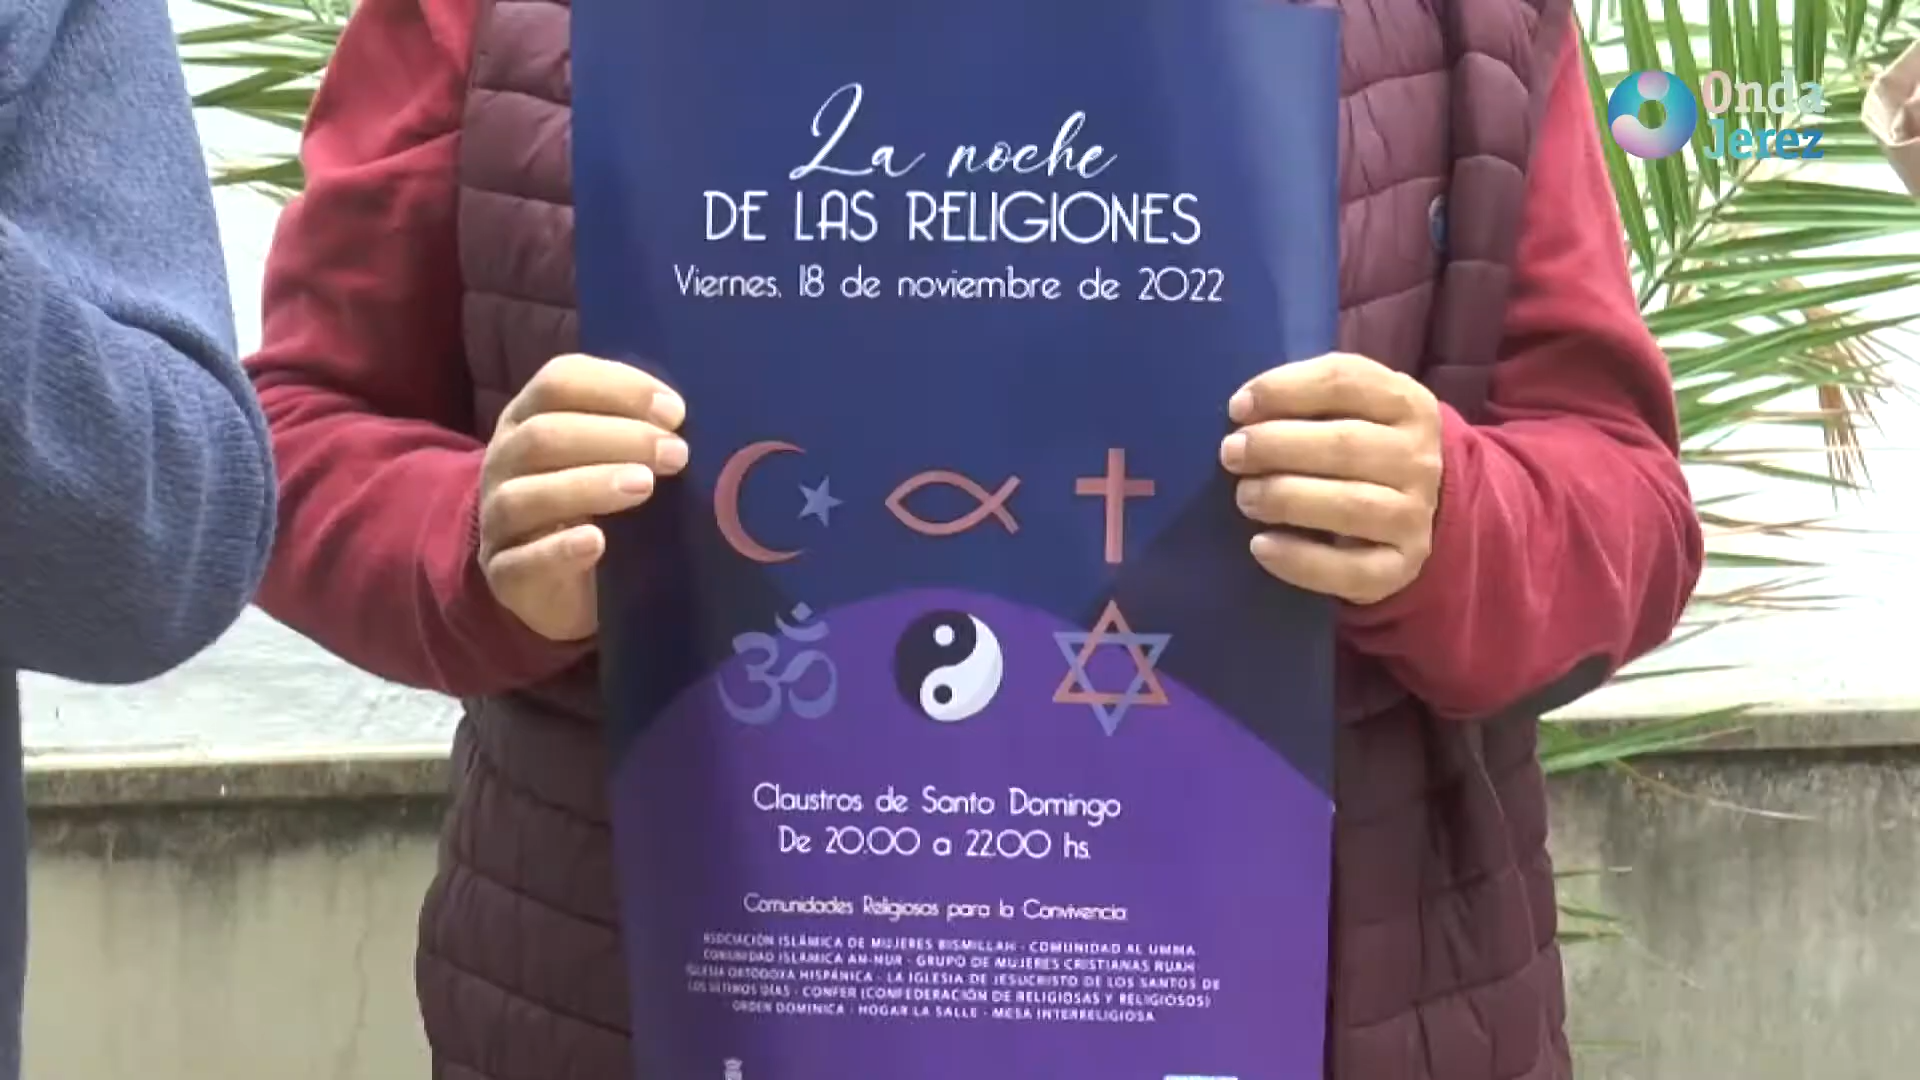 Onda
Jerez
La noche
DE LAS RELIGIONES
Viernes, 18 de noviembre de 2022
Claustros de Santo Domingo
De 20.00 a 22.00 hs.
Comunidades Religiosas para la Convivencia
ASOCIACIÓN ISLÁMICA DE MUJERES BISMILLAH · COMUNIDAD AL UMMA
COMUNIDAD ISLÁMICA AN-NUR · GRUPO DE MUJERES CRISTIANAS RUAH
IGLESIA ORTODOXA HISPÁNICA · LA IGLESIA DE JESUCRISTO DE LOS SANTOS DE
LOS ÚLTIMOS DÍAS · CONFER (CONFEDERACIÓN DE RELIGIOSAS Y RELIGIOSOS)
ORDEN DOMINICA · HOGAR LA SALLE · MESA INTERRELIGIOSA